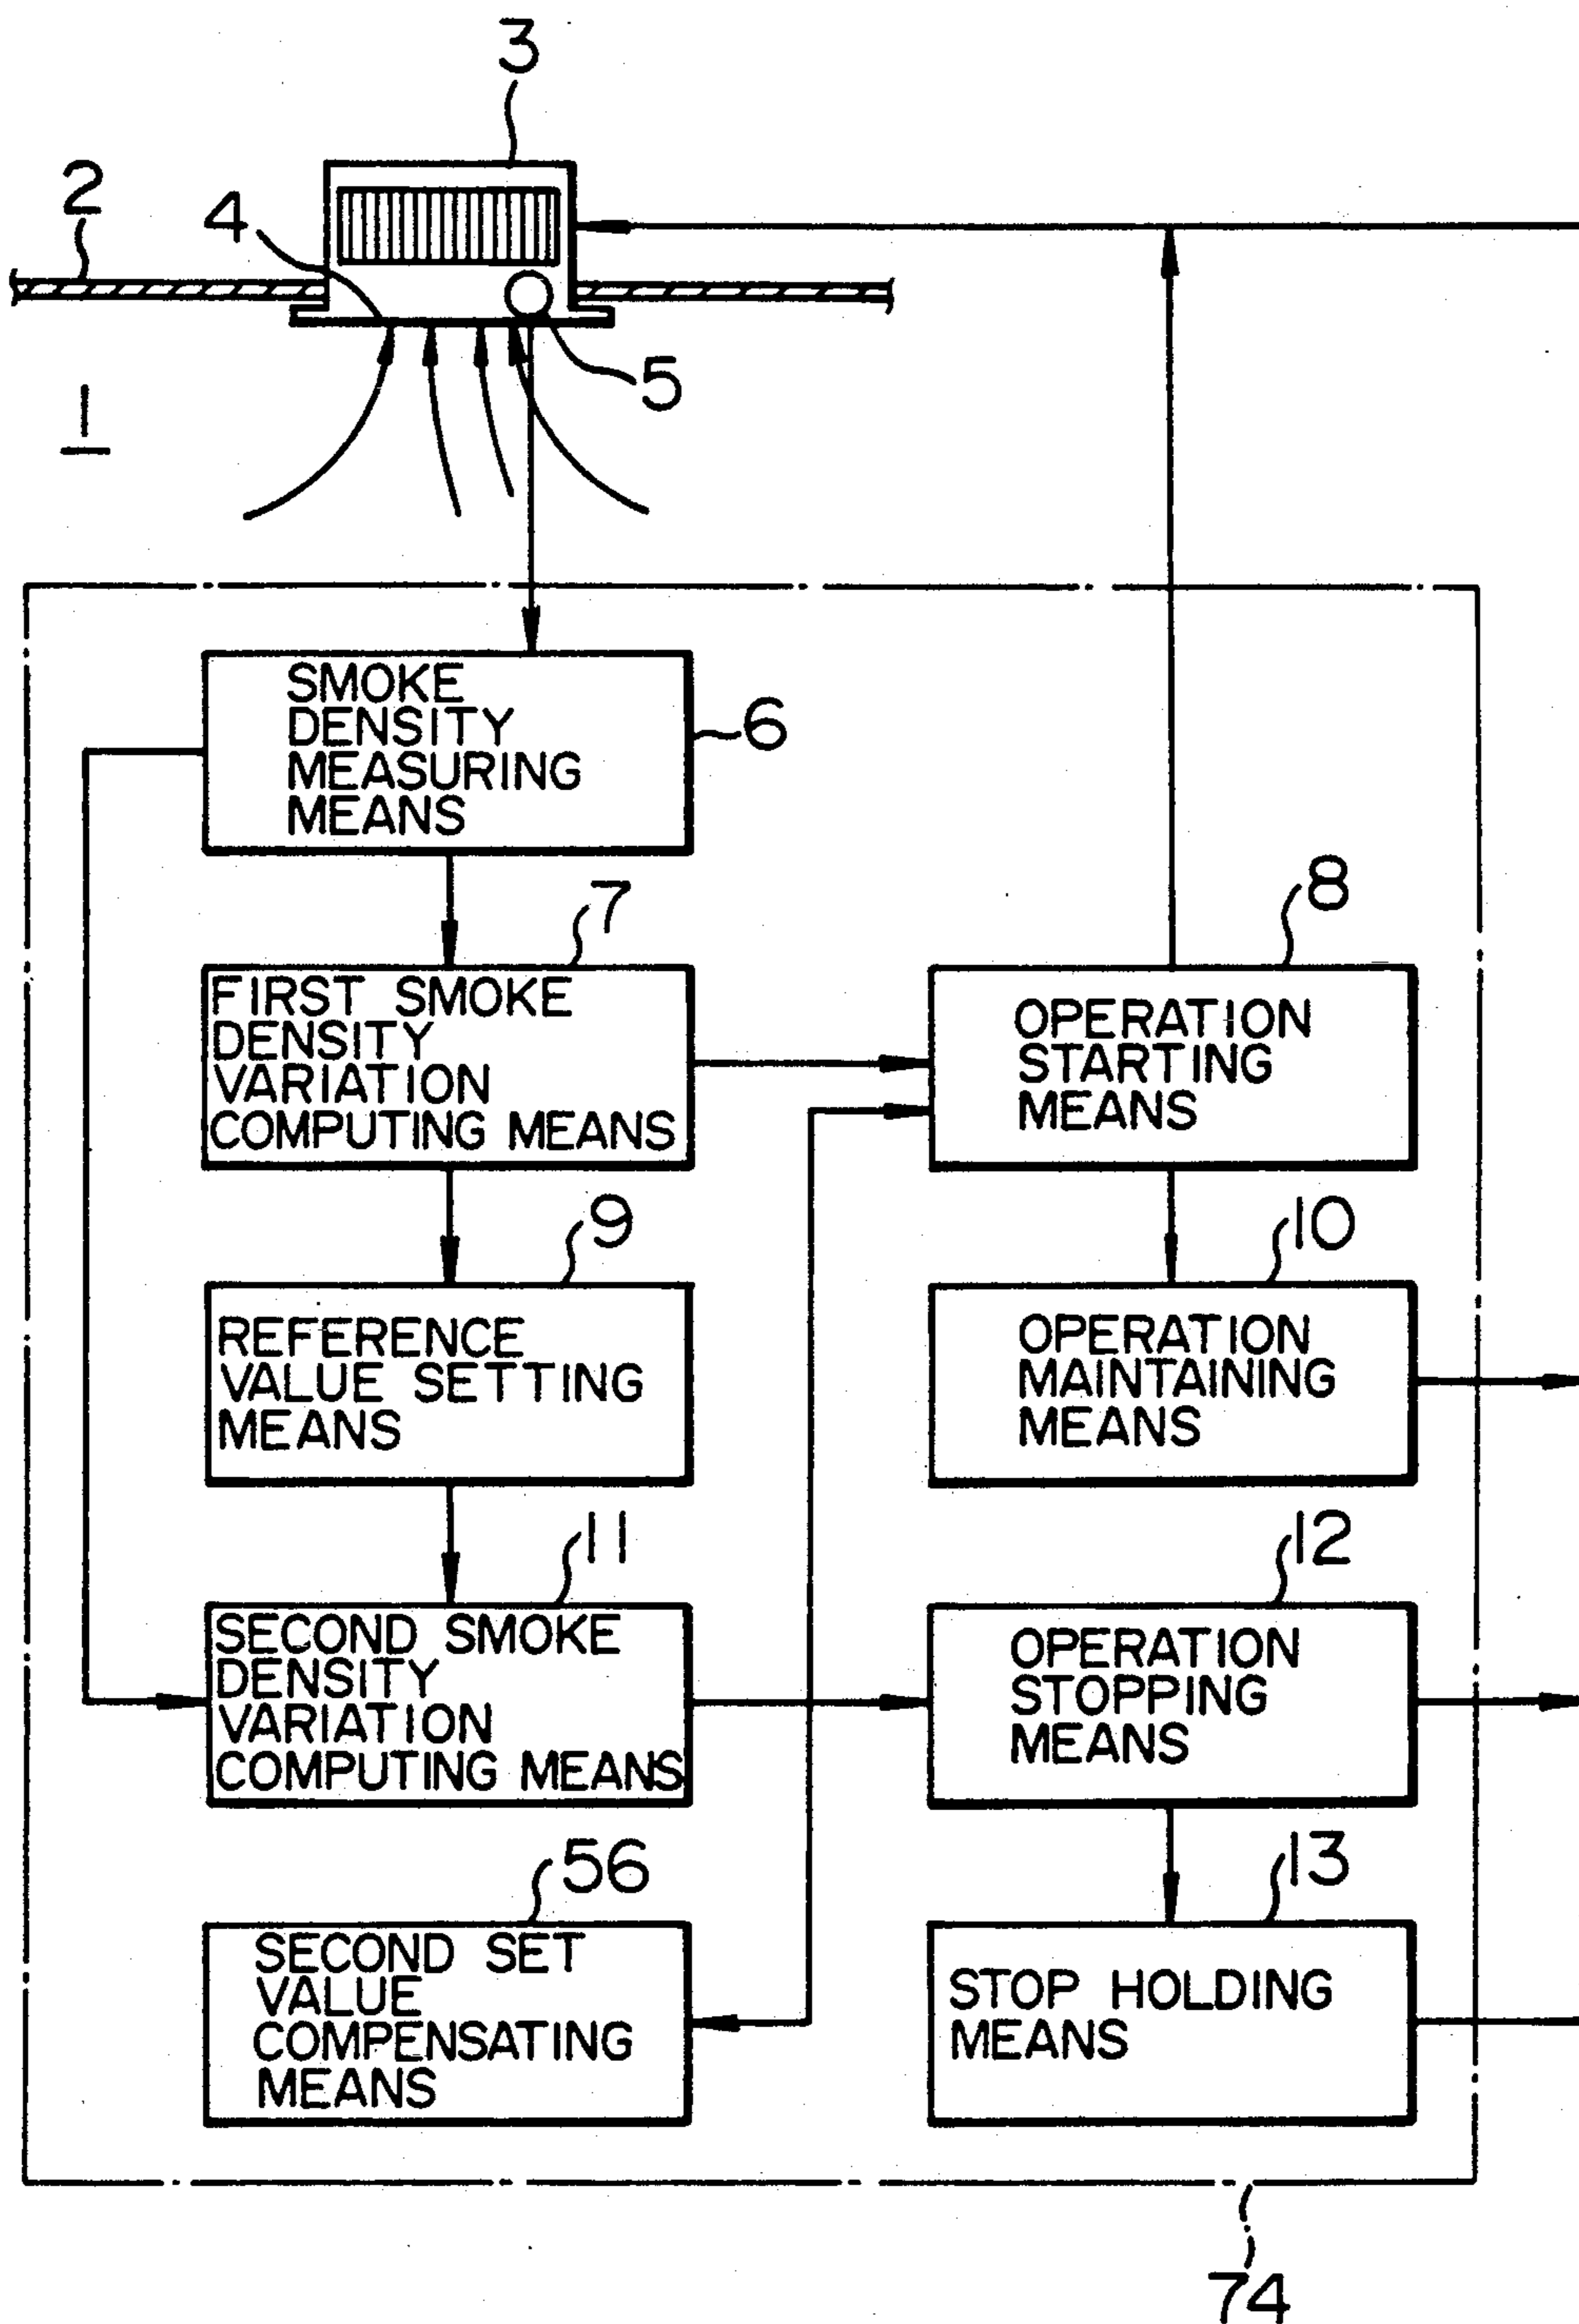 3
2
4
5
1
SMOKE
DENSITY
MEASURING
MEANS
6
7
FIRST SMOKE
DENSITY
VARIATION
COMPUTING MEANS
8
OPERATION
STARTING
MEANS
9
REFERENCE
VALUE SETTING
MEANS
10
OPERATION
MAINTAINING
MEANS
11
SECOND SMOKE
DENSITY
VARIATION
COMPUTING MEANS
12
OPERATION
STOPPING
MEANS
56
SECOND SET
VALUE
COMPENSATING
MEANS
13
STOP HOLDING
MEANS
74